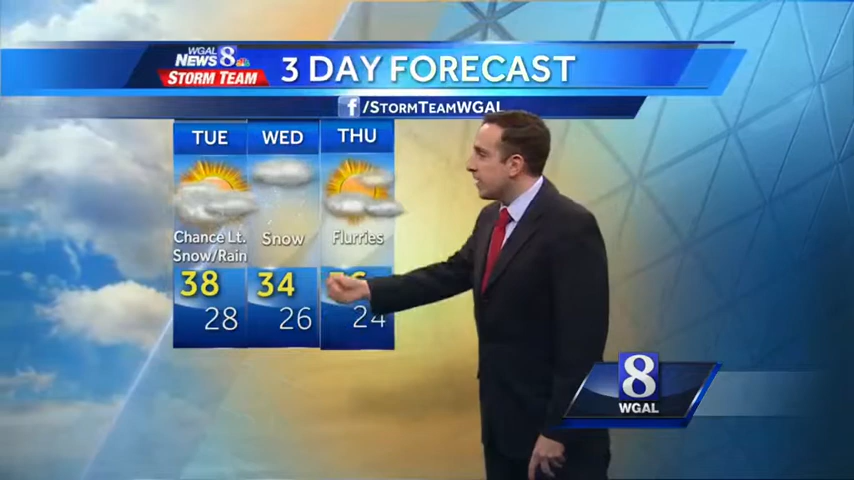 WGAL
NEWS 8
STORM TEAM
3 DAY FORECAST
f /STORMTEAMWGAL
TUE WED THU
Chance Lt. Snow/Rain
Snow
Flurries
38 34
28 26 24
8
WGAL